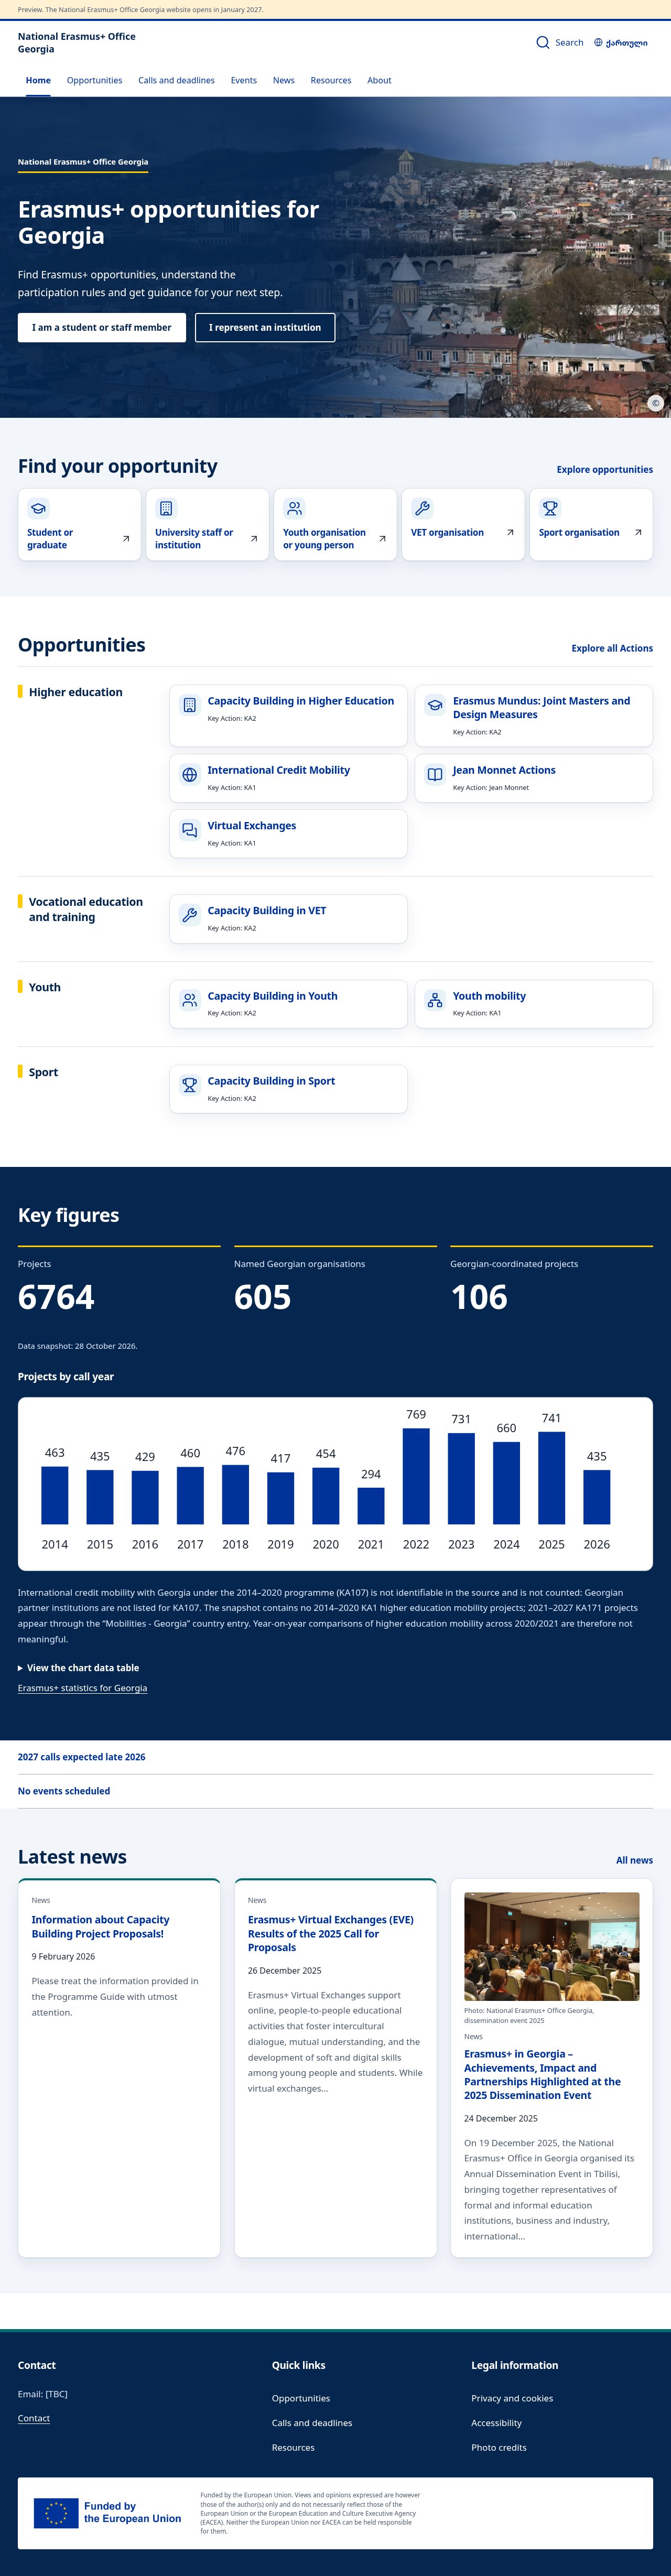 Preview. The National Erasmus+ Office Georgia website opens in January 2027.
National Erasmus+ Office
Georgia
Search
ქართული
Home
Opportunities
Calls and deadlines
Events
News
Resources
About
National Erasmus+ Office Georgia
Erasmus+ opportunities for
Georgia
Find Erasmus+ opportunities, understand the
participation rules and get guidance for your next step.
I am a student or staff member
I represent an institution
©
Find your opportunity
Explore opportunities
Student or
graduate
University staff or
institution
Youth organisation
or young person
VET organisation
Sport organisation
Opportunities
Explore all Actions
Higher education
Capacity Building in Higher Education
Key Action: KA2
Erasmus Mundus: Joint Masters and
Design Measures
Key Action: KA2
International Credit Mobility
Key Action: KA1
Jean Monnet Actions
Key Action: Jean Monnet
Virtual Exchanges
Key Action: KA1
Vocational education
and training
Capacity Building in VET
Key Action: KA2
Youth
Capacity Building in Youth
Key Action: KA2
Youth mobility
Key Action: KA1
Sport
Capacity Building in Sport
Key Action: KA2
Key figures
Projects
6764
Named Georgian organisations
605
Georgian-coordinated projects
106
Data snapshot: 28 October 2026.
Projects by call year
463 435 429 460 476 417 454 294 769 731 660 741 435
2014 2015 2016 2017 2018 2019 2020 2021 2022 2023 2024 2025 2026
International credit mobility with Georgia under the 2014–2020 programme (KA107) is not identifiable in the source and is not counted: Georgian
partner institutions are not listed for KA107. The snapshot contains no 2014–2020 KA1 higher education mobility projects; 2021–2027 KA171 projects
appear through the “Mobilities - Georgia” country entry. Year-on-year comparisons of higher education mobility across 2020/2021 are therefore not
meaningful.
View the chart data table
Erasmus+ statistics for Georgia
2027 calls expected late 2026
No events scheduled
Latest news
All news
News
Information about Capacity
Building Project Proposals!
9 February 2026
Please treat the information provided in
the Programme Guide with utmost
attention.
News
Erasmus+ Virtual Exchanges (EVE)
Results of the 2025 Call for
Proposals
26 December 2025
Erasmus+ Virtual Exchanges support
online, people-to-people educational
activities that foster intercultural
dialogue, mutual understanding, and the
development of soft and digital skills
among young people and students. While
virtual exchanges…
Photo: National Erasmus+ Office Georgia,
dissemination event 2025
News
Erasmus+ in Georgia –
Achievements, Impact and
Partnerships Highlighted at the
2025 Dissemination Event
24 December 2025
On 19 December 2025, the National
Erasmus+ Office in Georgia organised its
Annual Dissemination Event in Tbilisi,
bringing together representatives of
formal and informal education
institutions, business and industry,
international…
Contact
Email: [TBC]
Contact
Quick links
Opportunities
Calls and deadlines
Resources
Legal information
Privacy and cookies
Accessibility
Photo credits
Funded by
the European Union
Funded by the European Union. Views and opinions expressed are however
those of the author(s) only and do not necessarily reflect those of the
European Union or the European Education and Culture Executive Agency
(EACEA). Neither the European Union nor EACEA can be held responsible
for them.